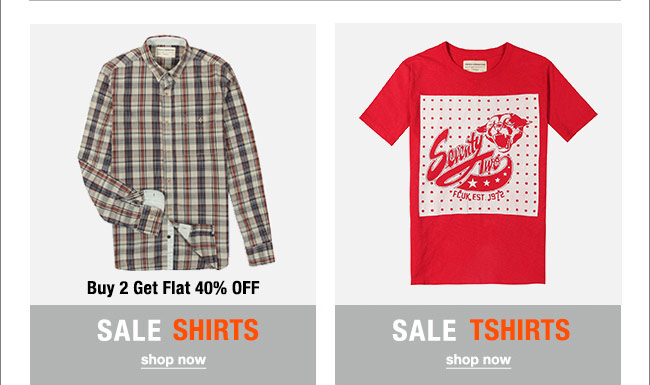 Seventy
Two
FCUK, EST. 1972
Buy 2 Get Flat 40% OFF
SALE SHIRTS
shop now
SALE TSHIRTS
shop now